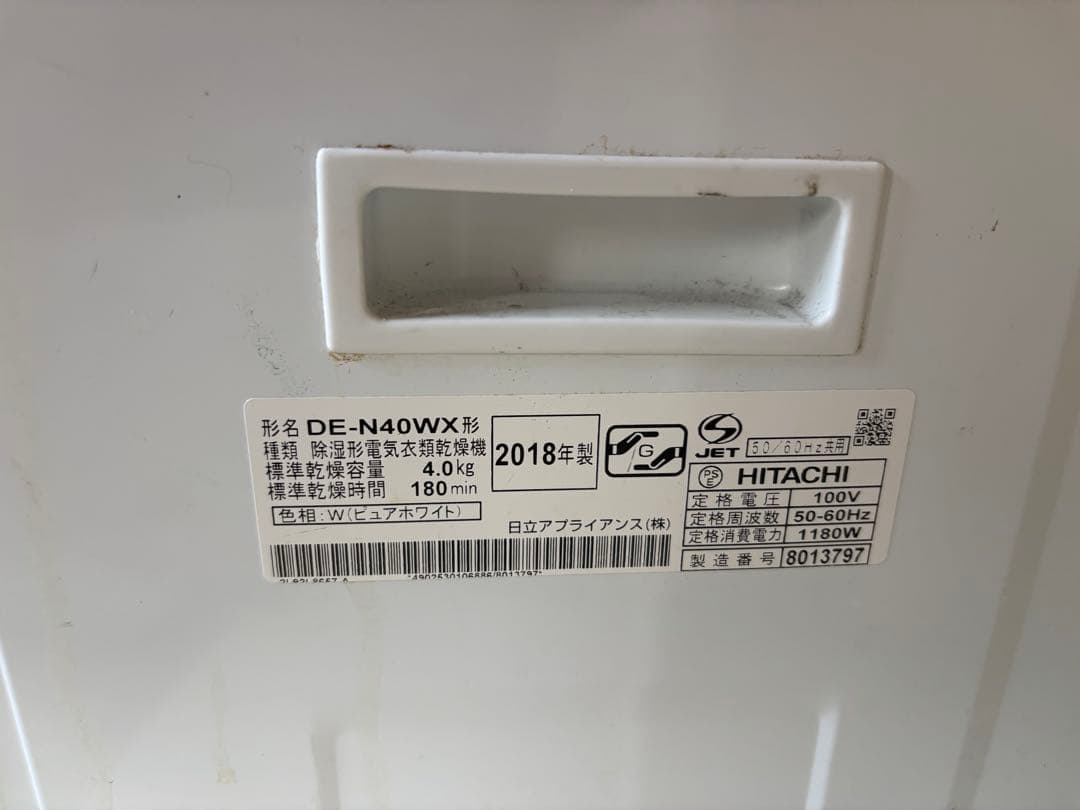 形名 DE-N40WX形
種類 除湿形電気衣類乾燥機
標準乾燥容量 4.0kg
標準乾燥時間 180min
色相:W(ピュアホワイト)
2018年製
G
JET
50/60Hz共用
PS
E
HITACHI
定格電圧 100V
定格周波数 50-60Hz
定格消費電力 1180W
製造番号 8013797
日立アプライアンス(株)
*4902530106886/8013797*